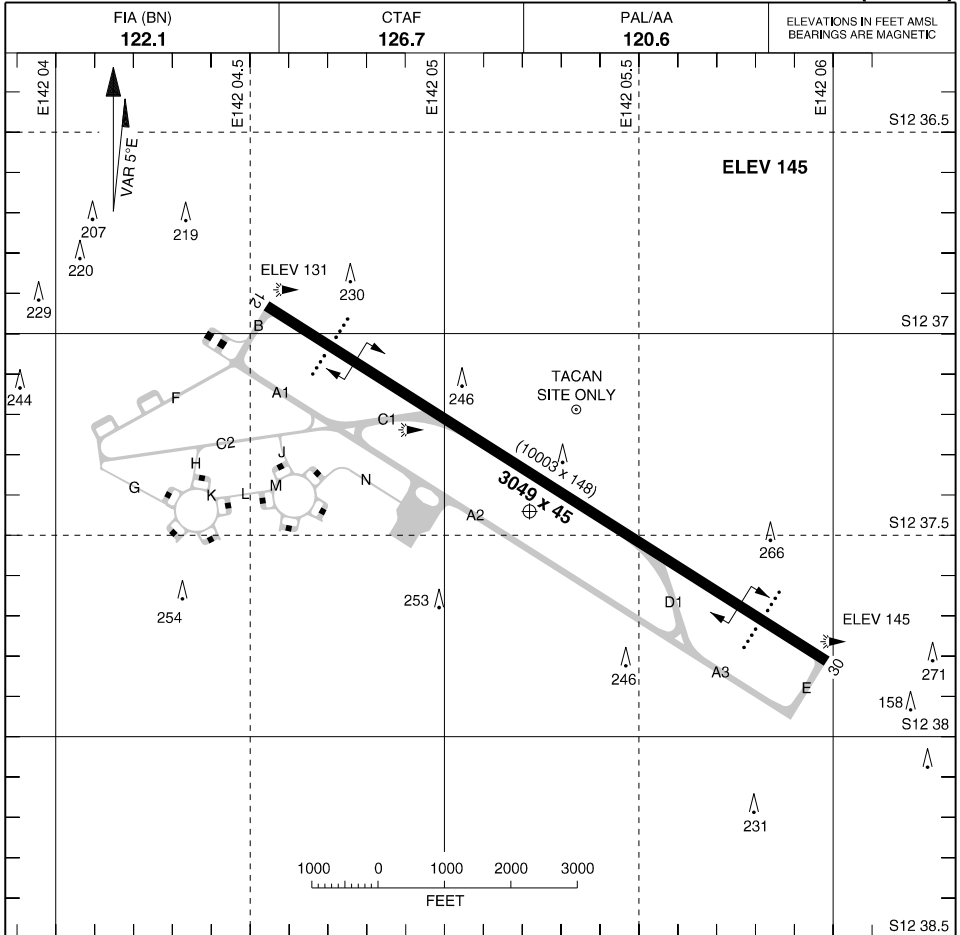 FIA (BN)
122.1
CTAF
126.7
PAL/AA
120.6
ELEVATIONS IN FEET AMSL
BEARINGS ARE MAGNETIC
E142 04
E142 04.5
E142 05
E142 05.5
E142 06
S12 36.5
VAR 5°E
ELEV 145
207
219
220
229
ELEV 131
230
12
B
S12 37
244
F
A1
246
TACAN
SITE ONLY
C1
C2
J
H
(10003 x 148)
3049 x 45
G
K
L
M
N
A2
S12 37.5
266
254
253
D1
ELEV 145
246
A3
E
30
271
158
S12 38
231
1000
0
1000
2000
3000
FEET
S12 38.5